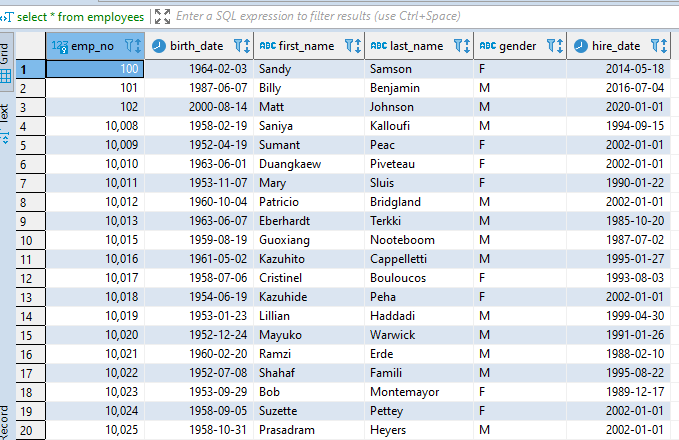 select * from employees Enter a SQL expression to filter results (use Ctrl+Space)
Grid
Text
Record
123 emp_no birth_date ABC first_name ABC last_name ABC gender hire_date
1 100 1964-02-03 Sandy Samson F 2014-05-18
2 101 1987-06-07 Billy Benjamin M 2016-07-04
3 102 2000-08-14 Matt Johnson M 2020-01-01
4 10,008 1958-02-19 Saniya Kalloufi M 1994-09-15
5 10,009 1952-04-19 Sumant Peac F 2002-01-01
6 10,010 1963-06-01 Duangkaew Piveteau F 2002-01-01
7 10,011 1953-11-07 Mary Sluis F 1990-01-22
8 10,012 1960-10-04 Patricio Bridgland M 2002-01-01
9 10,013 1963-06-07 Eberhardt Terkki M 1985-10-20
10 10,015 1959-08-19 Guoxiang Nooteboom M 1987-07-02
11 10,016 1961-05-02 Kazuhito Cappelletti M 1995-01-27
12 10,017 1958-07-06 Cristinel Bouloucos F 1993-08-03
13 10,018 1954-06-19 Kazuhide Peha F 2002-01-01
14 10,019 1953-01-23 Lillian Haddadi M 1999-04-30
15 10,020 1952-12-24 Mayuko Warwick M 1991-01-26
16 10,021 1960-02-20 Ramzi Erde M 1988-02-10
17 10,022 1952-07-08 Shahaf Famili M 1995-08-22
18 10,023 1953-09-29 Bob Montemayor F 1989-12-17
19 10,024 1958-09-05 Suzette Pettey F 2002-01-01
20 10,025 1958-10-31 Prasadram Heyers M 2002-01-01